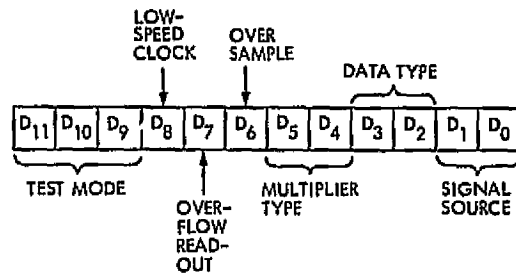 LOW-
SPEED
CLOCK
OVER
SAMPLE
DATA TYPE
D11 D10 D9 D8 D7 D6 D5 D4 D3 D2 D1 D0
TEST MODE
OVER-
FLOW
READ-
OUT
MULTIPLIER
TYPE
SIGNAL
SOURCE